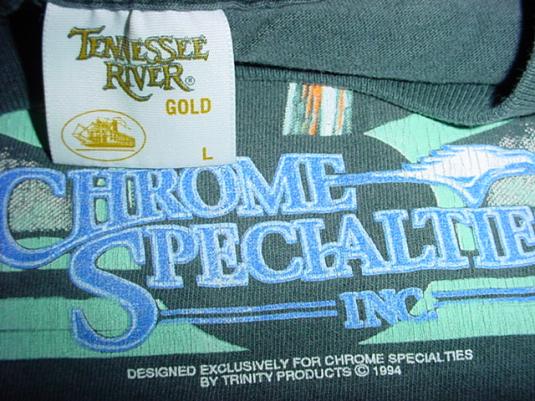 TENNESSEE
RIVER®
GOLD
L
CHROME
SPECIALTIE
INC.
DESIGNED EXCLUSIVELY FOR CHROME SPECIALTIES
BY TRINITY PRODUCTS © 1994